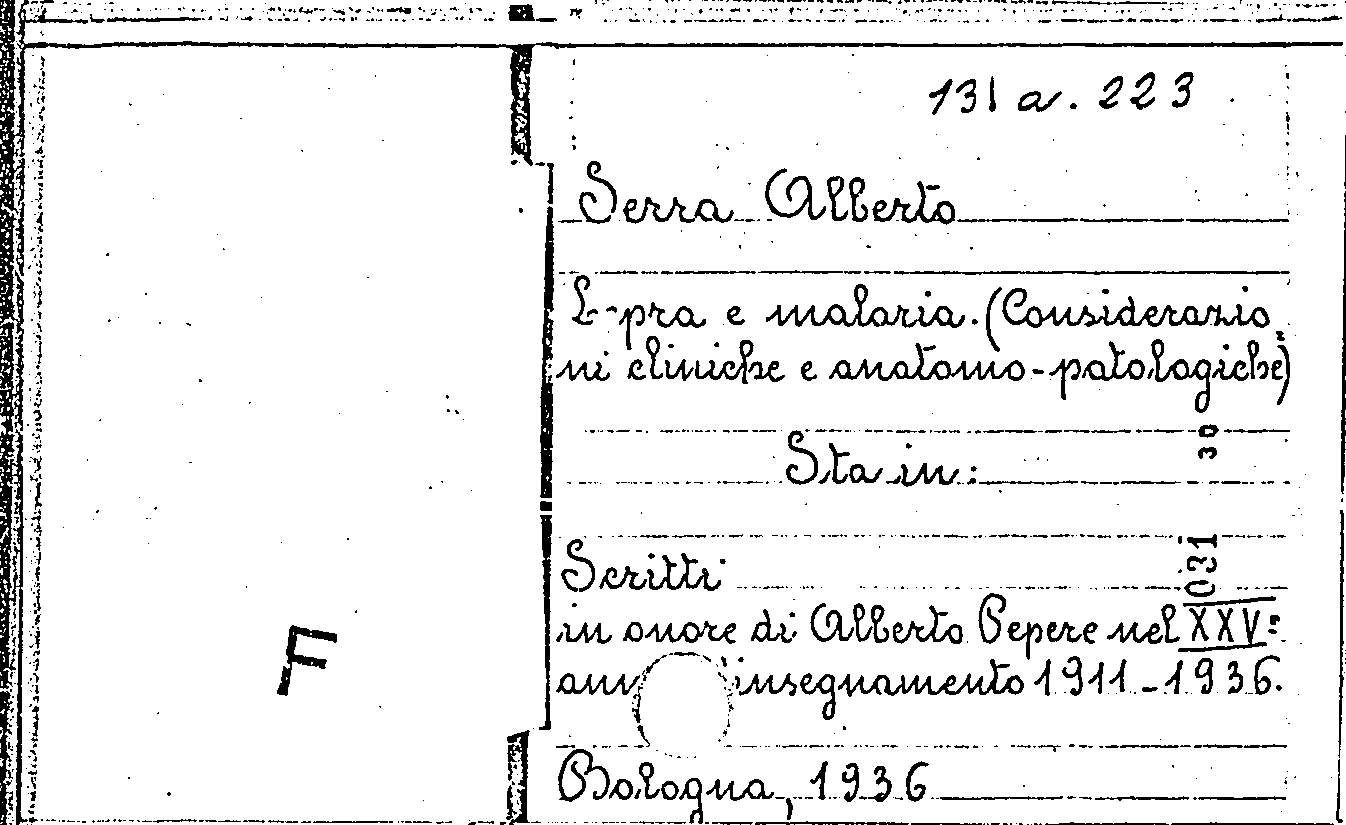 131 a. 223
Serra Alberto
L-pra e malaria. (Considerazio
ni cliniche e anatomo-patologiche)
30
Sta in:
031
Scritti
in onore di Alberto Pepere nel XXV:
insegnamento 1911-1936.
F
Bologna, 1936